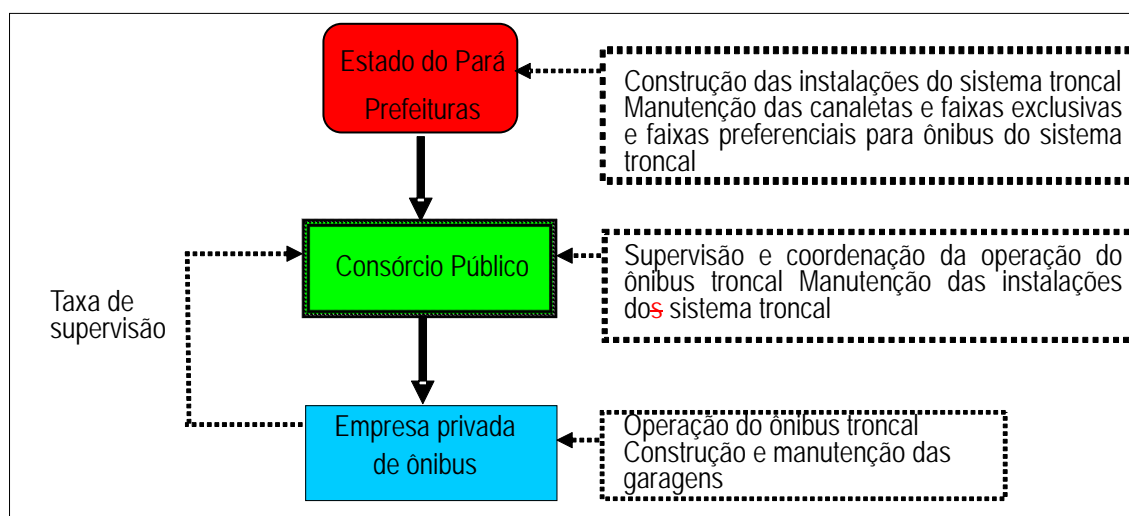 Estado do Pará
Prefeituras
Construção das instalações do sistema troncal
Manutenção das canaletas e faixas exclusivas
e faixas preferenciais para ônibus do sistema
troncal
Consórcio Público
Supervisão e coordenação da operação do
ônibus troncal Manutenção das instalações
dos sistema troncal
Taxa de
supervisão
Empresa privada
de ônibus
Operação do ônibus troncal
Construção e manutenção das
garagens